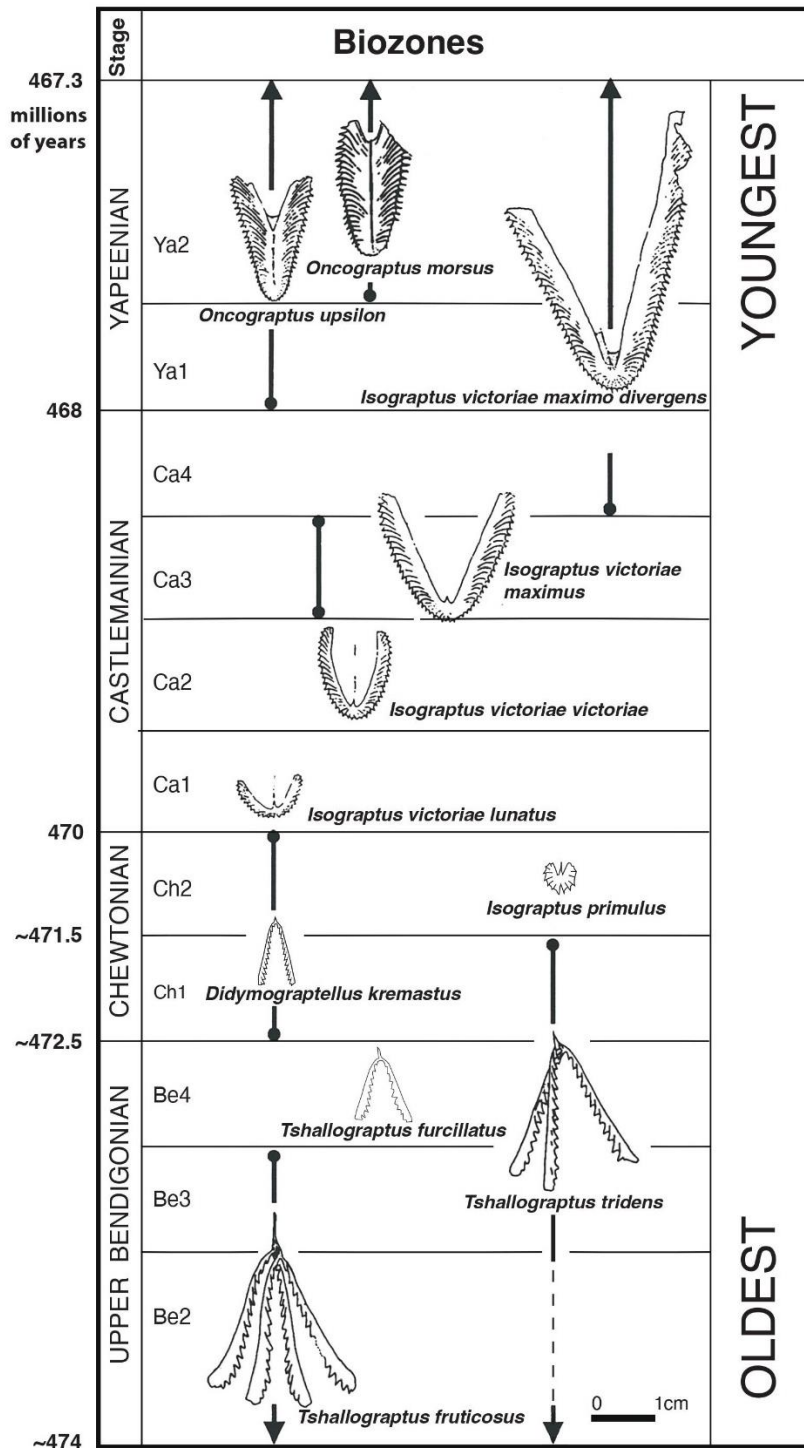 Stage
Biozones
467.3
millions
of years
YOUNGEST
YAPEENIAN
Ya2
Oncograptus morsus
Oncograptus upsilon
Ya1
Isograptus victoriae maximo divergens
468
CASTLEMAINIAN
Ca4
Ca3
Isograptus victoriae
maximus
Ca2
Isograptus victoriae victoriae
Ca1
Isograptus victoriae lunatus
470
CHEWTONIAN
Ch2
Isograptus primulus
~471.5
Ch1
Didymograptellus kremastus
~472.5
UPPER BENDIGONIAN
Be4
Tshallograptus furcillatus
Be3
Tshallograptus tridens
OLDEST
Be2
0 1cm
Tshallograptus fruticosus
~474